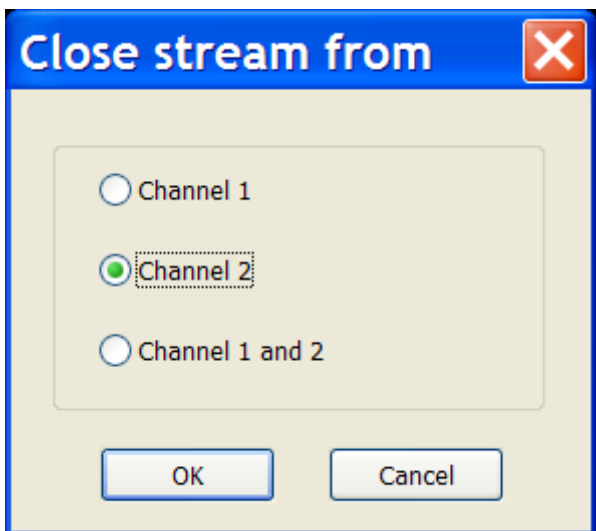 Close stream from
Channel 1
Channel 2
Channel 1 and 2
OK
Cancel